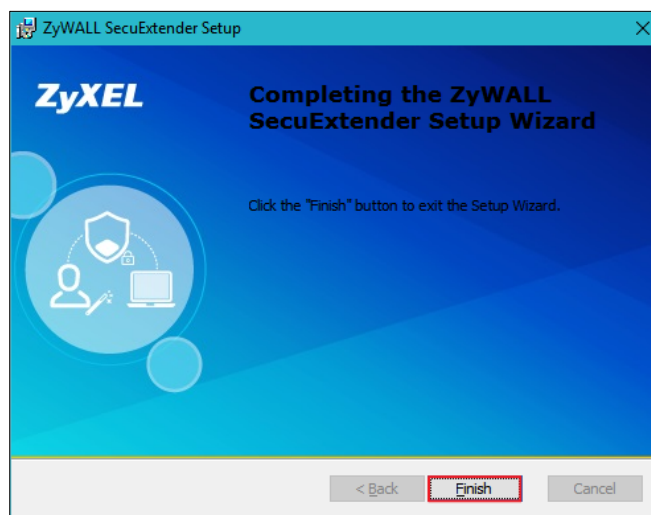 ZyWALL SecuExtender Setup
ZyXEL
Completing the ZyWALL
SecuExtender Setup Wizard
Click the "Finish" button to exit the Setup Wizard.
< Back Finish Cancel